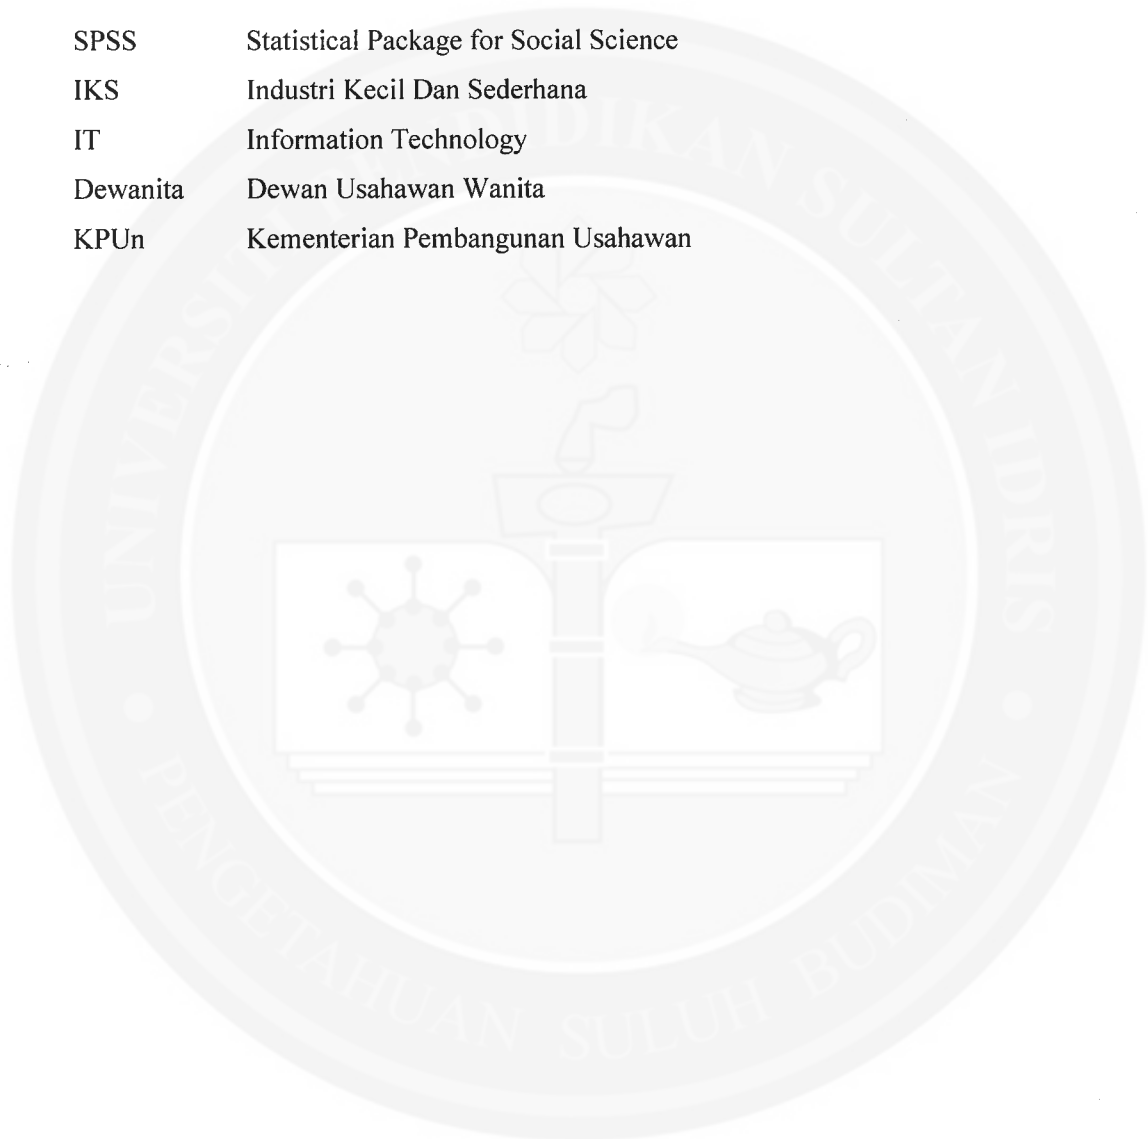 SPSS Statistical Package for Social Science
IKS Industri Kecil Dan Sederhana
IT Information Technology
Dewanita Dewan Usahawan Wanita
KPUn Kementerian Pembangunan Usahawan
UNIVERSITI PENDIDIKAN SULTAN IDRIS
PENGETAHUAN SULUH BUDIMAN